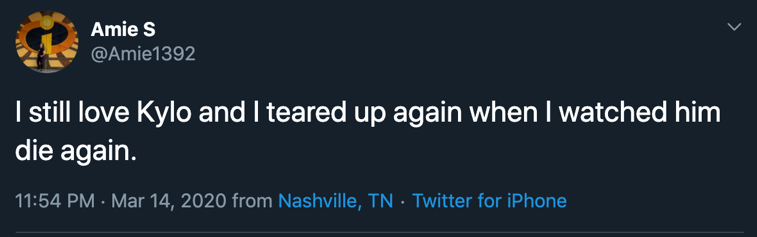 Amie S
@Amie1392
I still love Kylo and I teared up again when I watched him
die again.
11:54 PM · Mar 14, 2020 from Nashville, TN · Twitter for iPhone